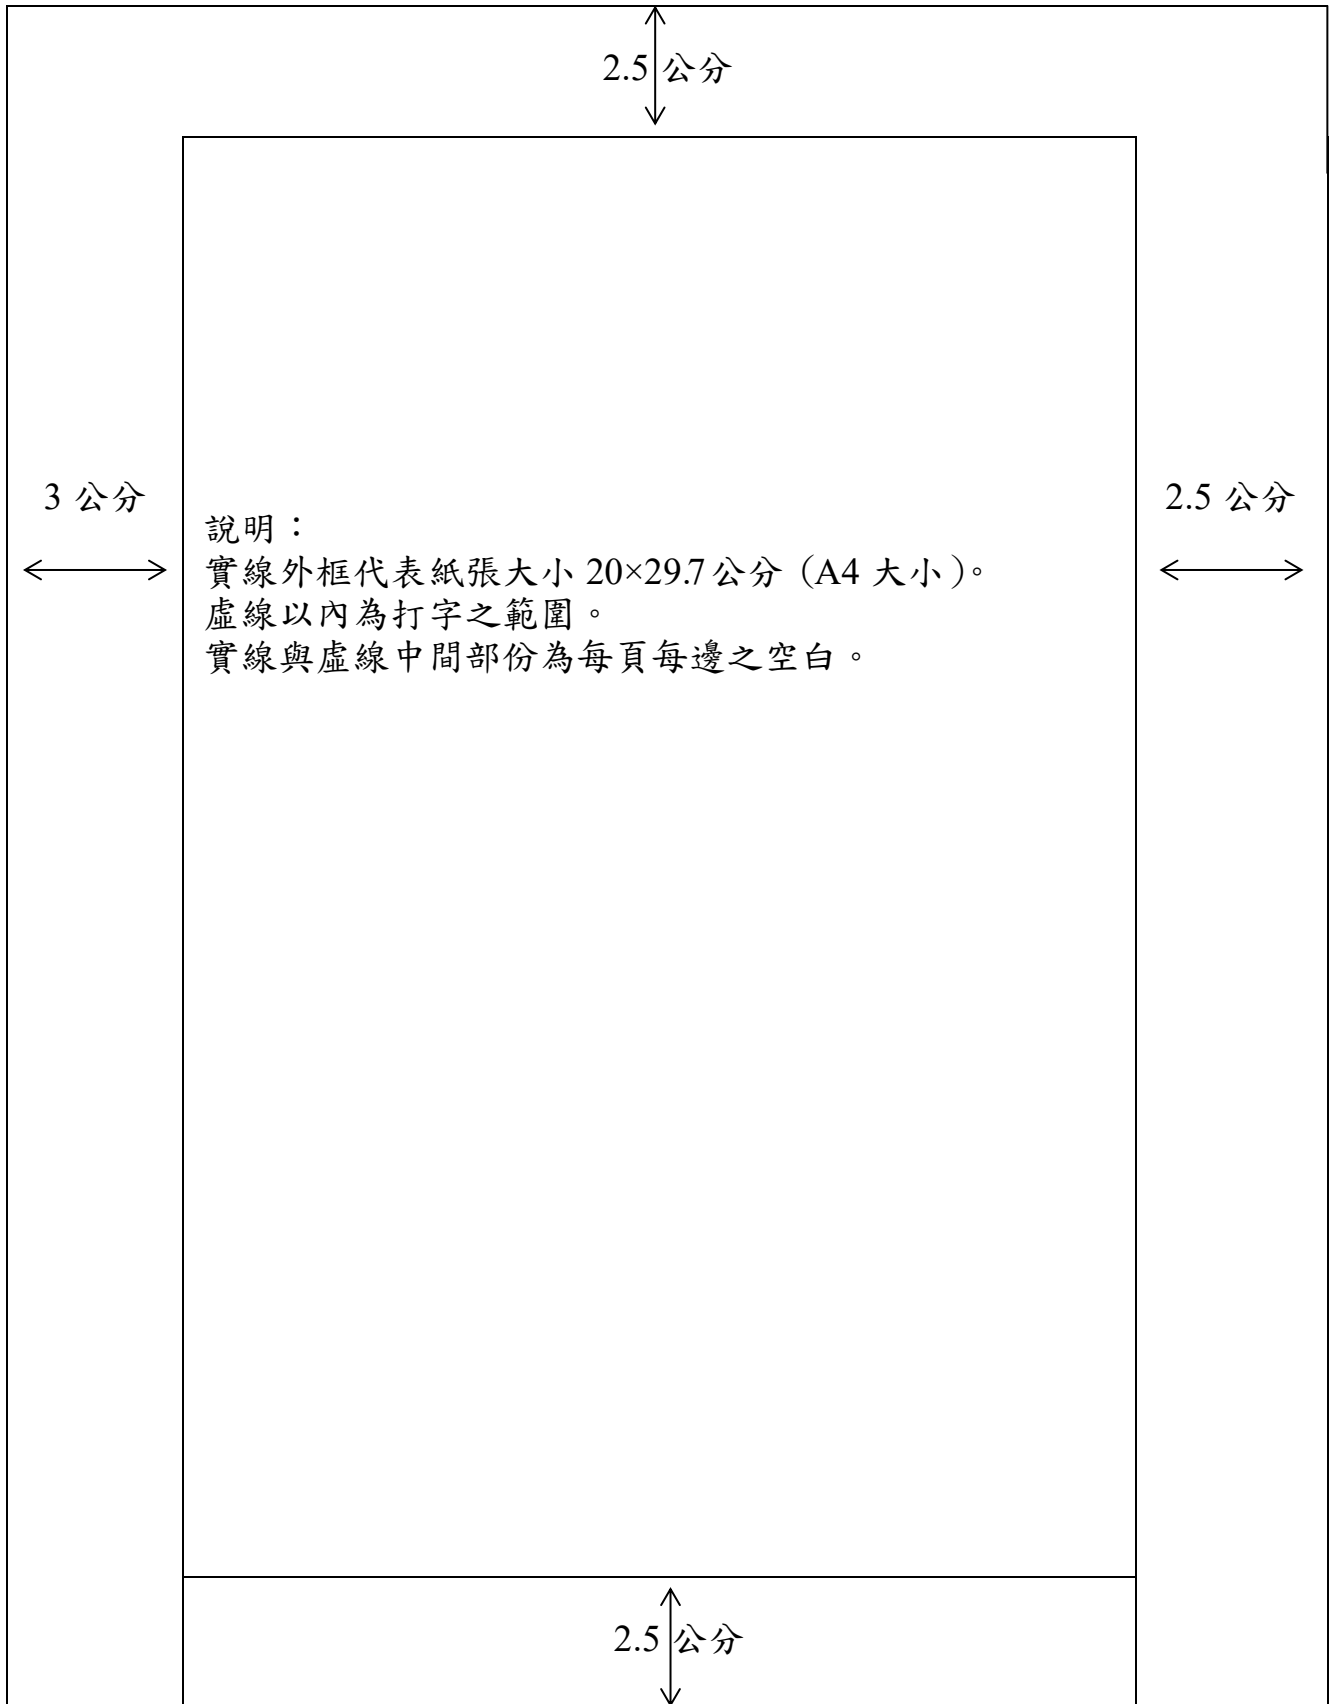 2.5 公分
3 公分
2.5 公分
說明：
實線外框代表紙張大小 20×29.7公分（A4 大小）。
虛線以內為打字之範圍。
實線與虛線中間部份為每頁每邊之空白。
2.5 公分